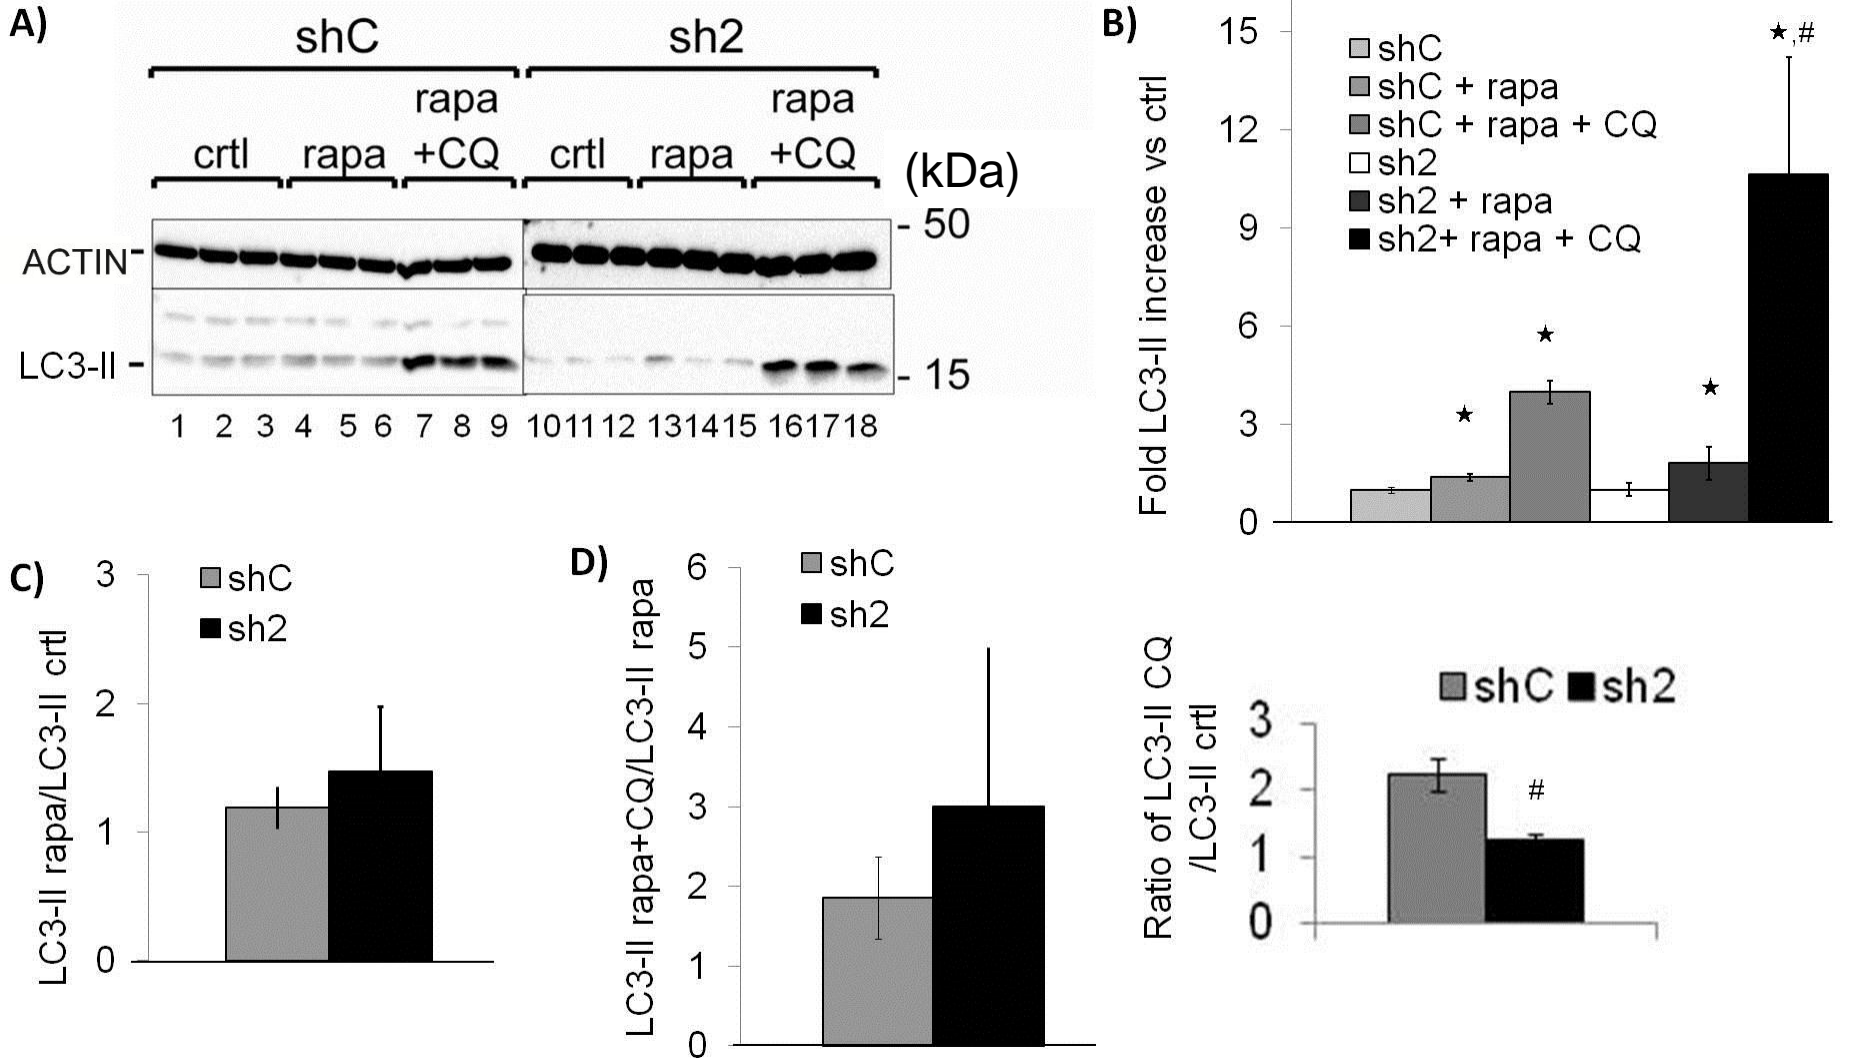 A)
shC sh2
rapa rapa
crtl rapa +CQ crtl rapa +CQ (kDa)
- 50
ACTIN-
LC3-II -
- 15
1 2 3 4 5 6 7 8 9 10 11 12 13 14 15 16 17 18
B)
Fold LC3-II increase vs ctrl
15
12
9
6
3
0
shC
shC + rapa
shC + rapa + CQ
sh2
sh2 + rapa
sh2+ rapa + CQ
★
★
★
★,#
C)
LC3-II rapa/LC3-II crtl
3
2
1
0
shC
sh2
D)
LC3-II rapa+CQ/LC3-II rapa
6
5
4
3
2
1
0
shC
sh2
Ratio of LC3-II CQ
/LC3-II crtl
shC sh2
3
2
1
0
#